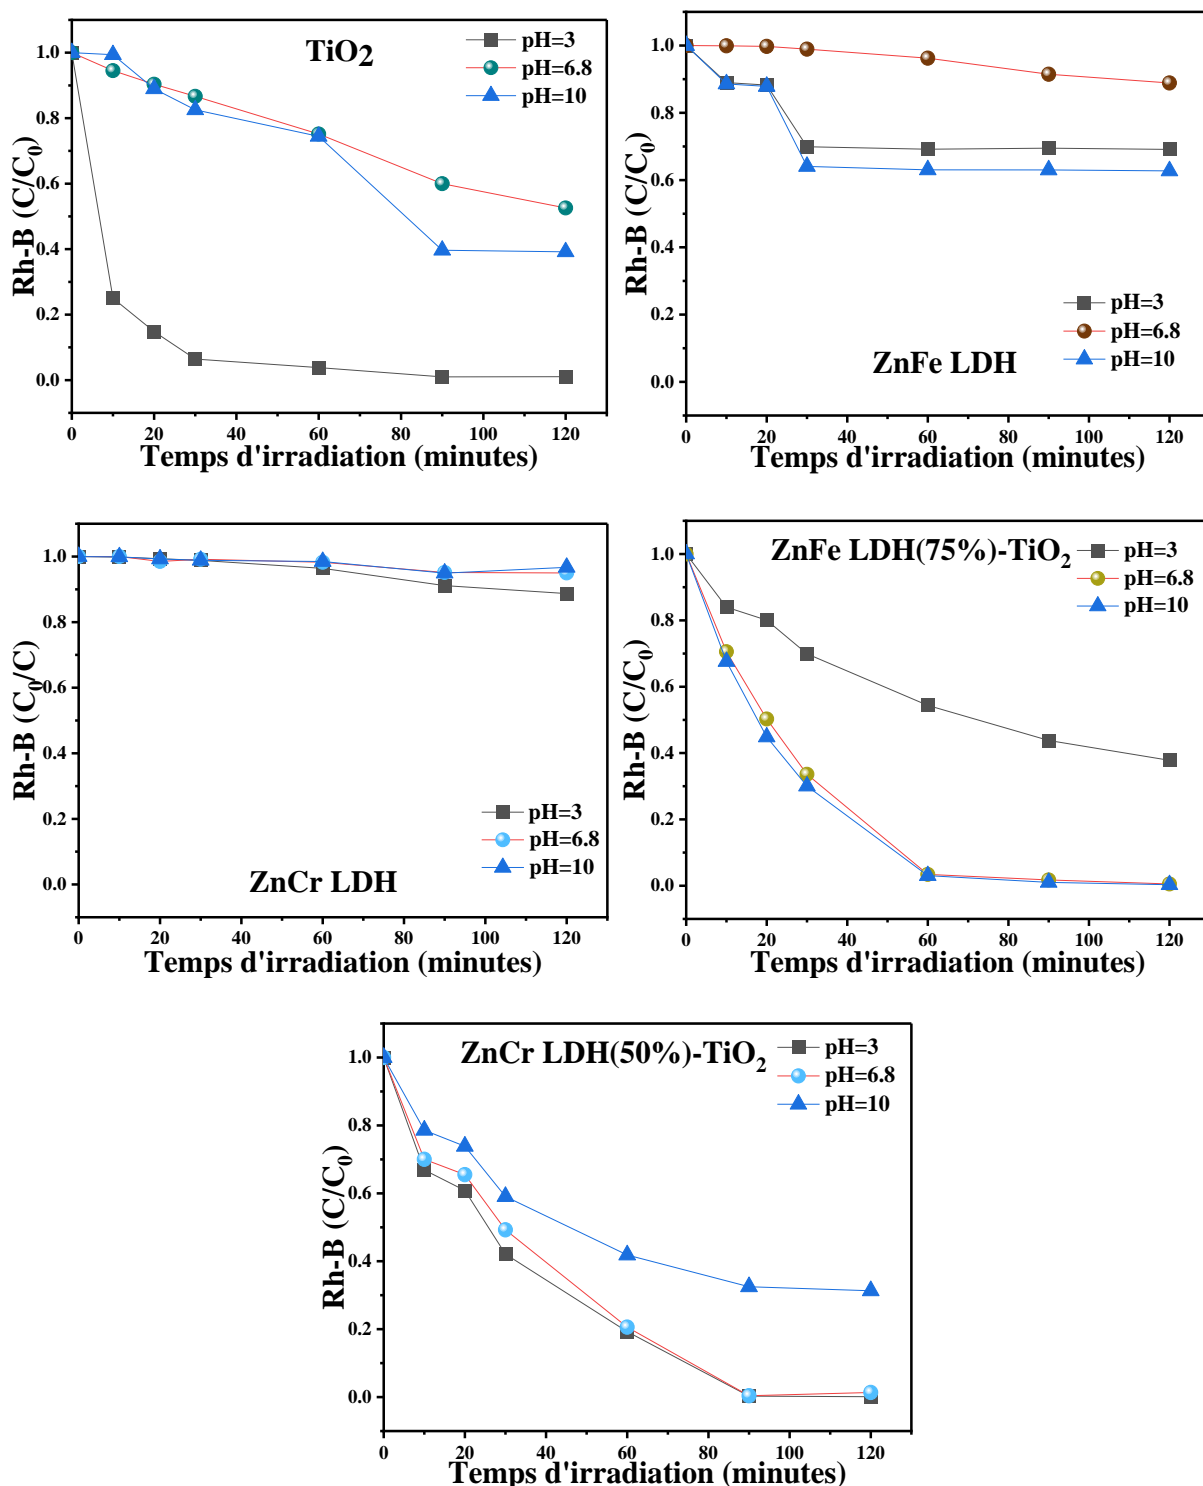 TiO2
pH=3
pH=6.8
pH=10
Rh-B (C/C0)
1.0
0.8
0.6
0.4
0.2
0.0
0 20 40 60 80 100 120
Temps d'irradiation (minutes)
ZnFe LDH
pH=3
pH=6.8
pH=10
Rh-B (C/C0)
1.0
0.8
0.6
0.4
0.2
0.0
0 20 40 60 80 100 120
Temps d'irradiation (minutes)
ZnCr LDH
pH=3
pH=6.8
pH=10
Rh-B (C0/C)
1.0
0.8
0.6
0.4
0.2
0.0
0 20 40 60 80 100 120
Temps d'irradiation (minutes)
ZnFe LDH(75%)-TiO2
pH=3
pH=6.8
pH=10
Rh-B (C/C0)
1.0
0.8
0.6
0.4
0.2
0.0
0 20 40 60 80 100 120
Temps d'irradiation (minutes)
ZnCr LDH(50%)-TiO2
pH=3
pH=6.8
pH=10
Rh-B (C/C0)
1.0
0.8
0.6
0.4
0.2
0.0
0 20 40 60 80 100 120
Temps d'irradiation (minutes)